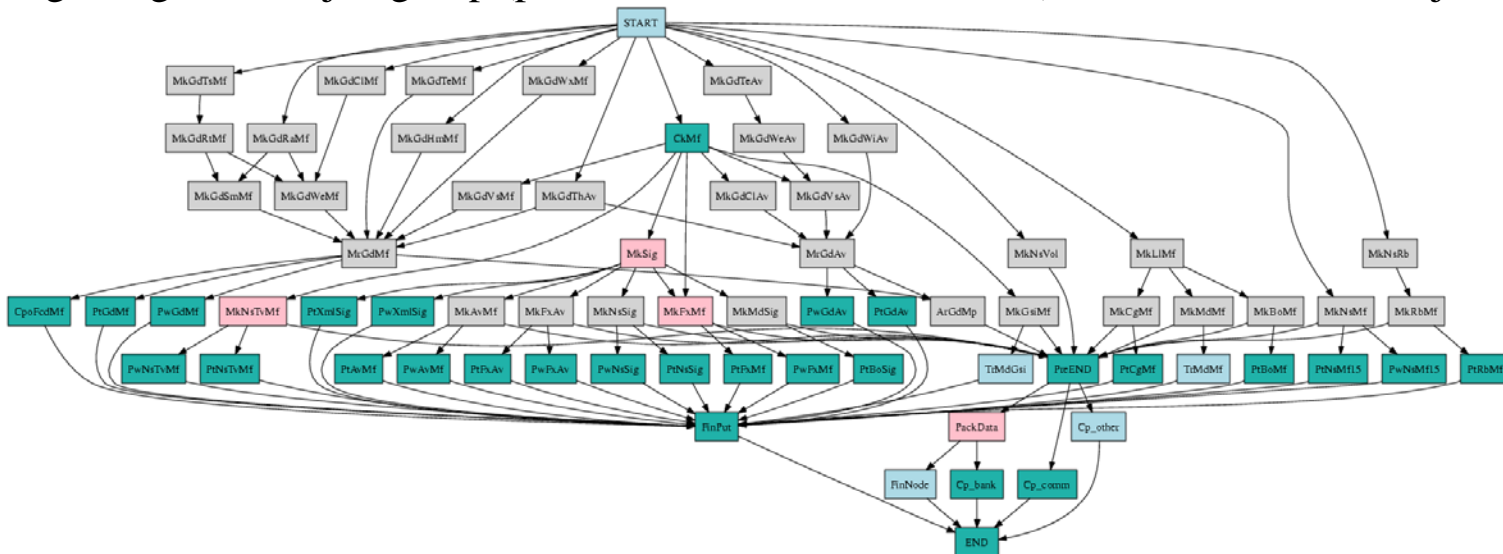 START
MkGdTsMf
MkGdClMf
MkGdTeMf
MkGdWxMf
MkGdTeAv
MkGdRtMf
MkGdRaMf
MkGdHmMf
CkMf
MkGdWeAv
MkGdWiAv
MkGdSmMf
MkGdWeMf
MkGdVsMf
MkGdThAv
MkGdClAv
MkGdVsAv
MrGdMf
MkSig
MrGdAv
MkNsVol
MkLlMf
MkNsRb
CpoFcdMf
PtGdMf
PwGdMf
MkNsTvMf
PtXmlSig
PwXmlSig
MkAvMf
MkFxAv
MkNsSig
MkFxMf
MkMdSig
PwGdAv
PtGdAv
ArGdMp
MkGsiMf
MkCgMf
MkMdMf
MkBoMf
MkNsMf
MkRbMf
PwNsTvMf
PtNsTvMf
PtAvMf
PwAvMf
PtFxAv
PwFxAv
PwNsSig
PtNsSig
PtFxMf
PwFxMf
PtBoSig
TrMdGsi
PreEND
PtCgMf
TrMdMf
PtBoMf
PtNsMf15
PwNsMf15
PtRbMf
FinPut
PackData
Cp_other
FinNode
Cp_bank
Cp_comm
END